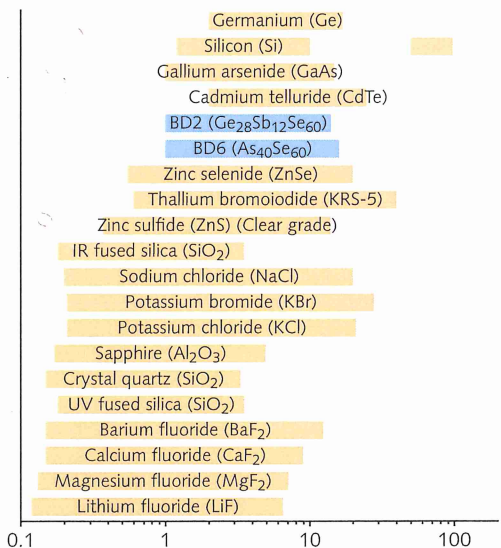 Germanium (Ge)
Silicon (Si)
Gallium arsenide (GaAs)
Cadmium telluride (CdTe)
BD2 (Ge₂₈Sb₁₂Se₆₀)
BD6 (As₄₀Se₆₀)
Zinc selenide (ZnSe)
Thallium bromoiodide (KRS-5)
Zinc sulfide (ZnS) (Clear grade)
IR fused silica (SiO₂)
Sodium chloride (NaCl)
Potassium bromide (KBr)
Potassium chloride (KCl)
Sapphire (Al₂O₃)
Crystal quartz (SiO₂)
UV fused silica (SiO₂)
Barium fluoride (BaF₂)
Calcium fluoride (CaF₂)
Magnesium fluoride (MgF₂)
Lithium fluoride (LiF)
0.1 1 10 100